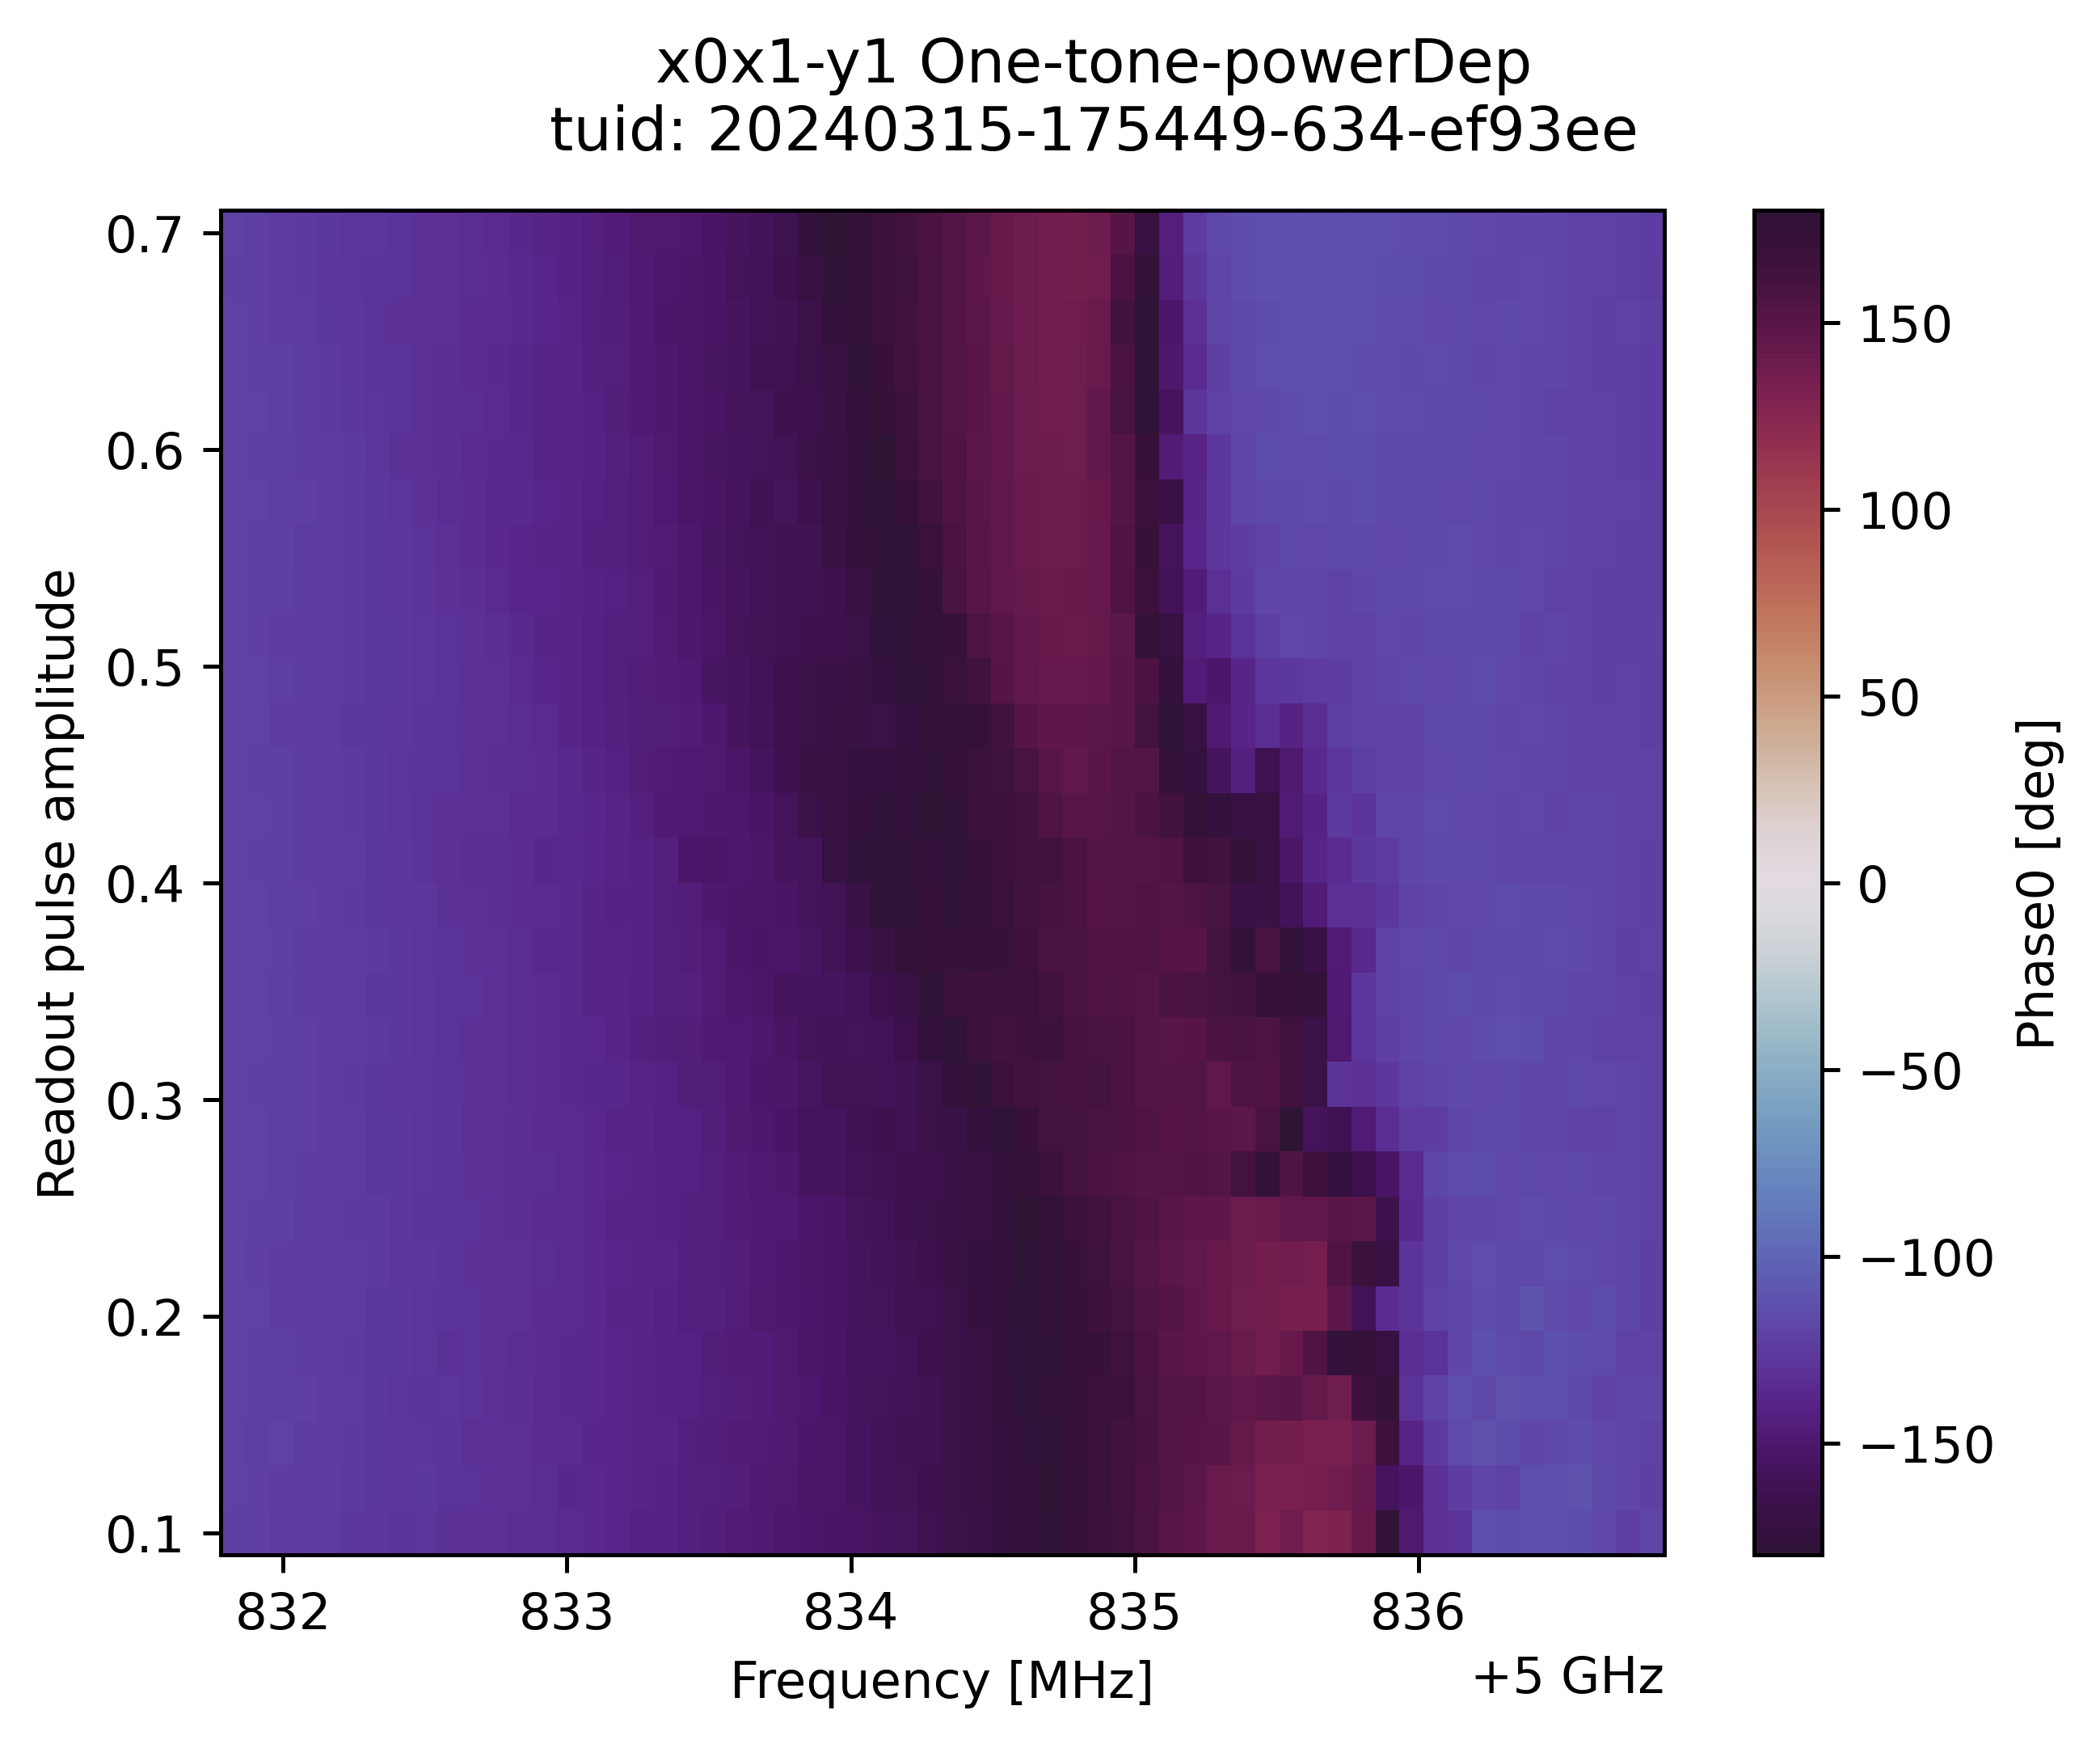 x0x1-y1 One-tone-powerDep
tuid: 20240315-175449-634-ef93ee
0.7
0.6
0.5
0.4
0.3
0.2
0.1
Readout pulse amplitude
832 833 834 835 836
Frequency [MHz]
+5 GHz
150
100
50
0
−50
−100
−150
Phase0 [deg]